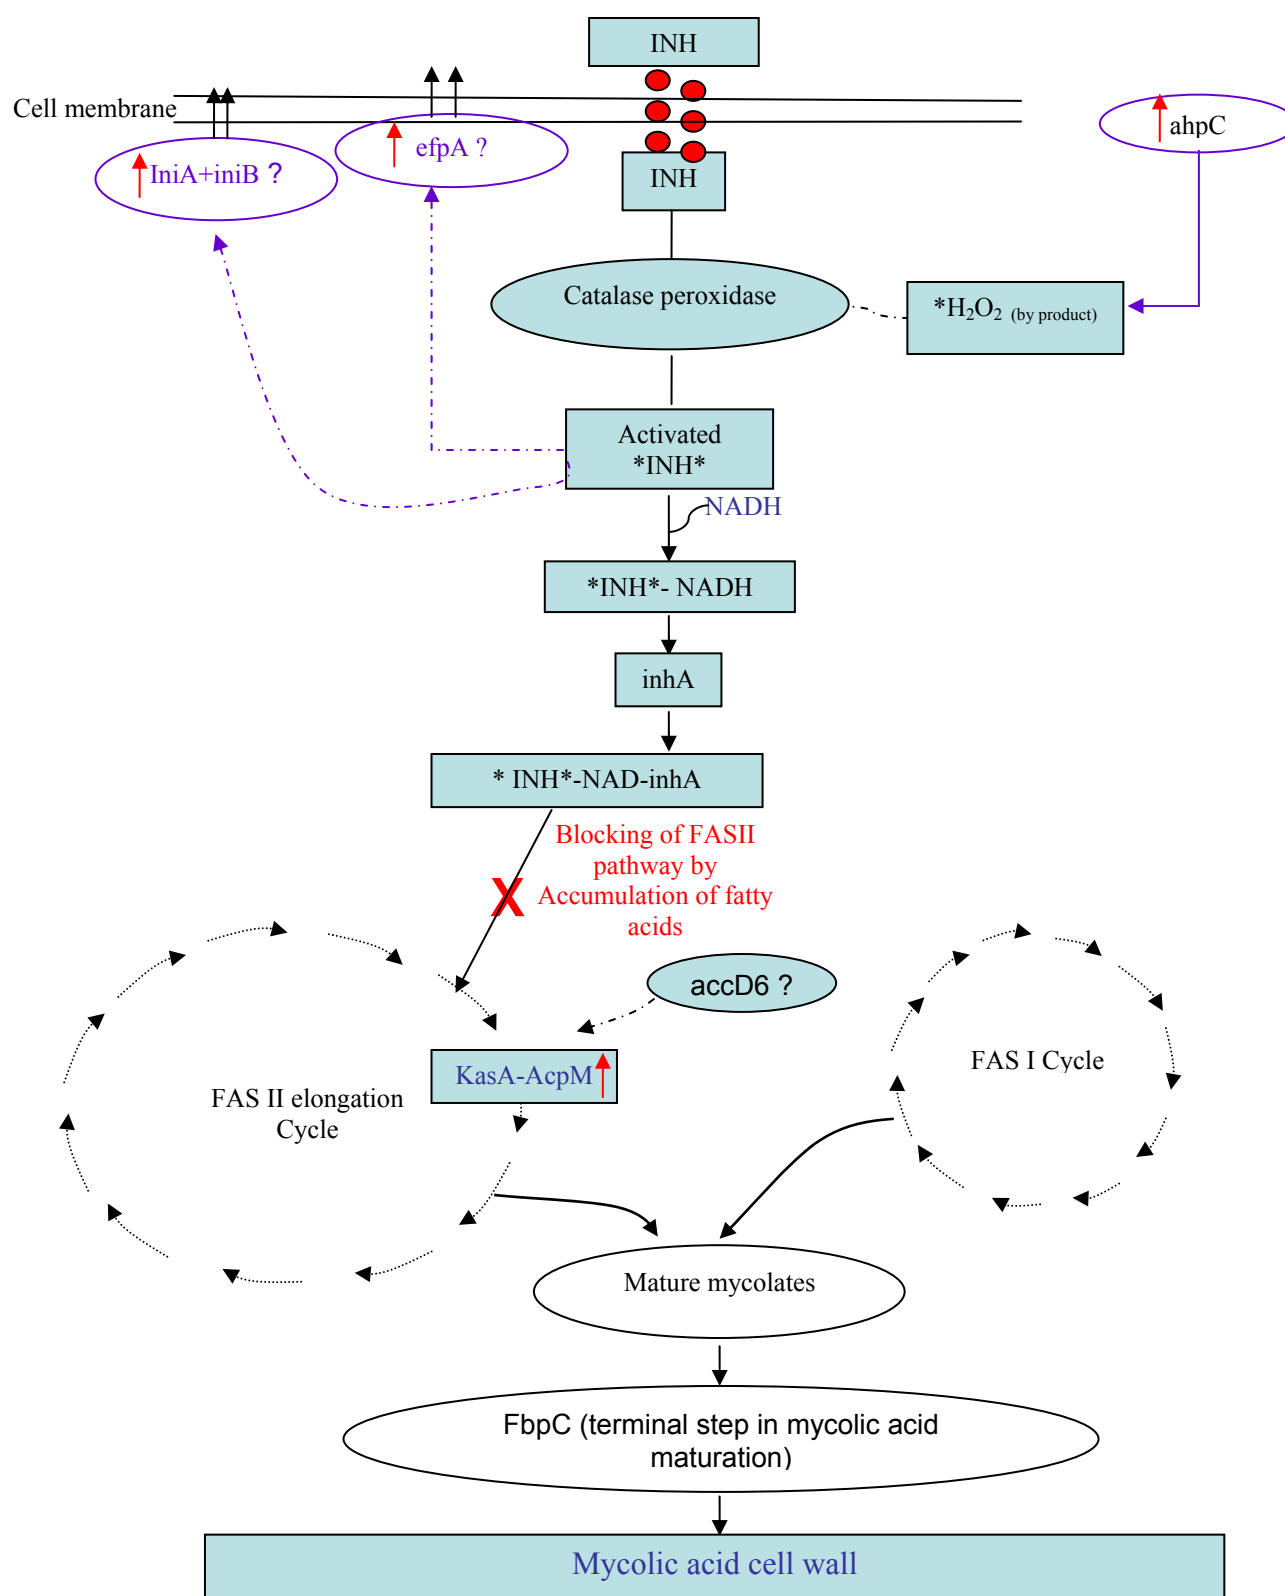 INH
Cell membrane
efpA ?
ahpC
IniA+iniB ?
INH
Catalase peroxidase
*H₂O₂ (by product)
Activated
*INH*
NADH
*INH*- NADH
inhA
* INH*-NAD-inhA
Blocking of FASII
pathway by
Accumulation of fatty
acids
X
accD6 ?
KasA-AcpM
FAS I Cycle
FAS II elongation
Cycle
Mature mycolates
FbpC (terminal step in mycolic acid
maturation)
Mycolic acid cell wall